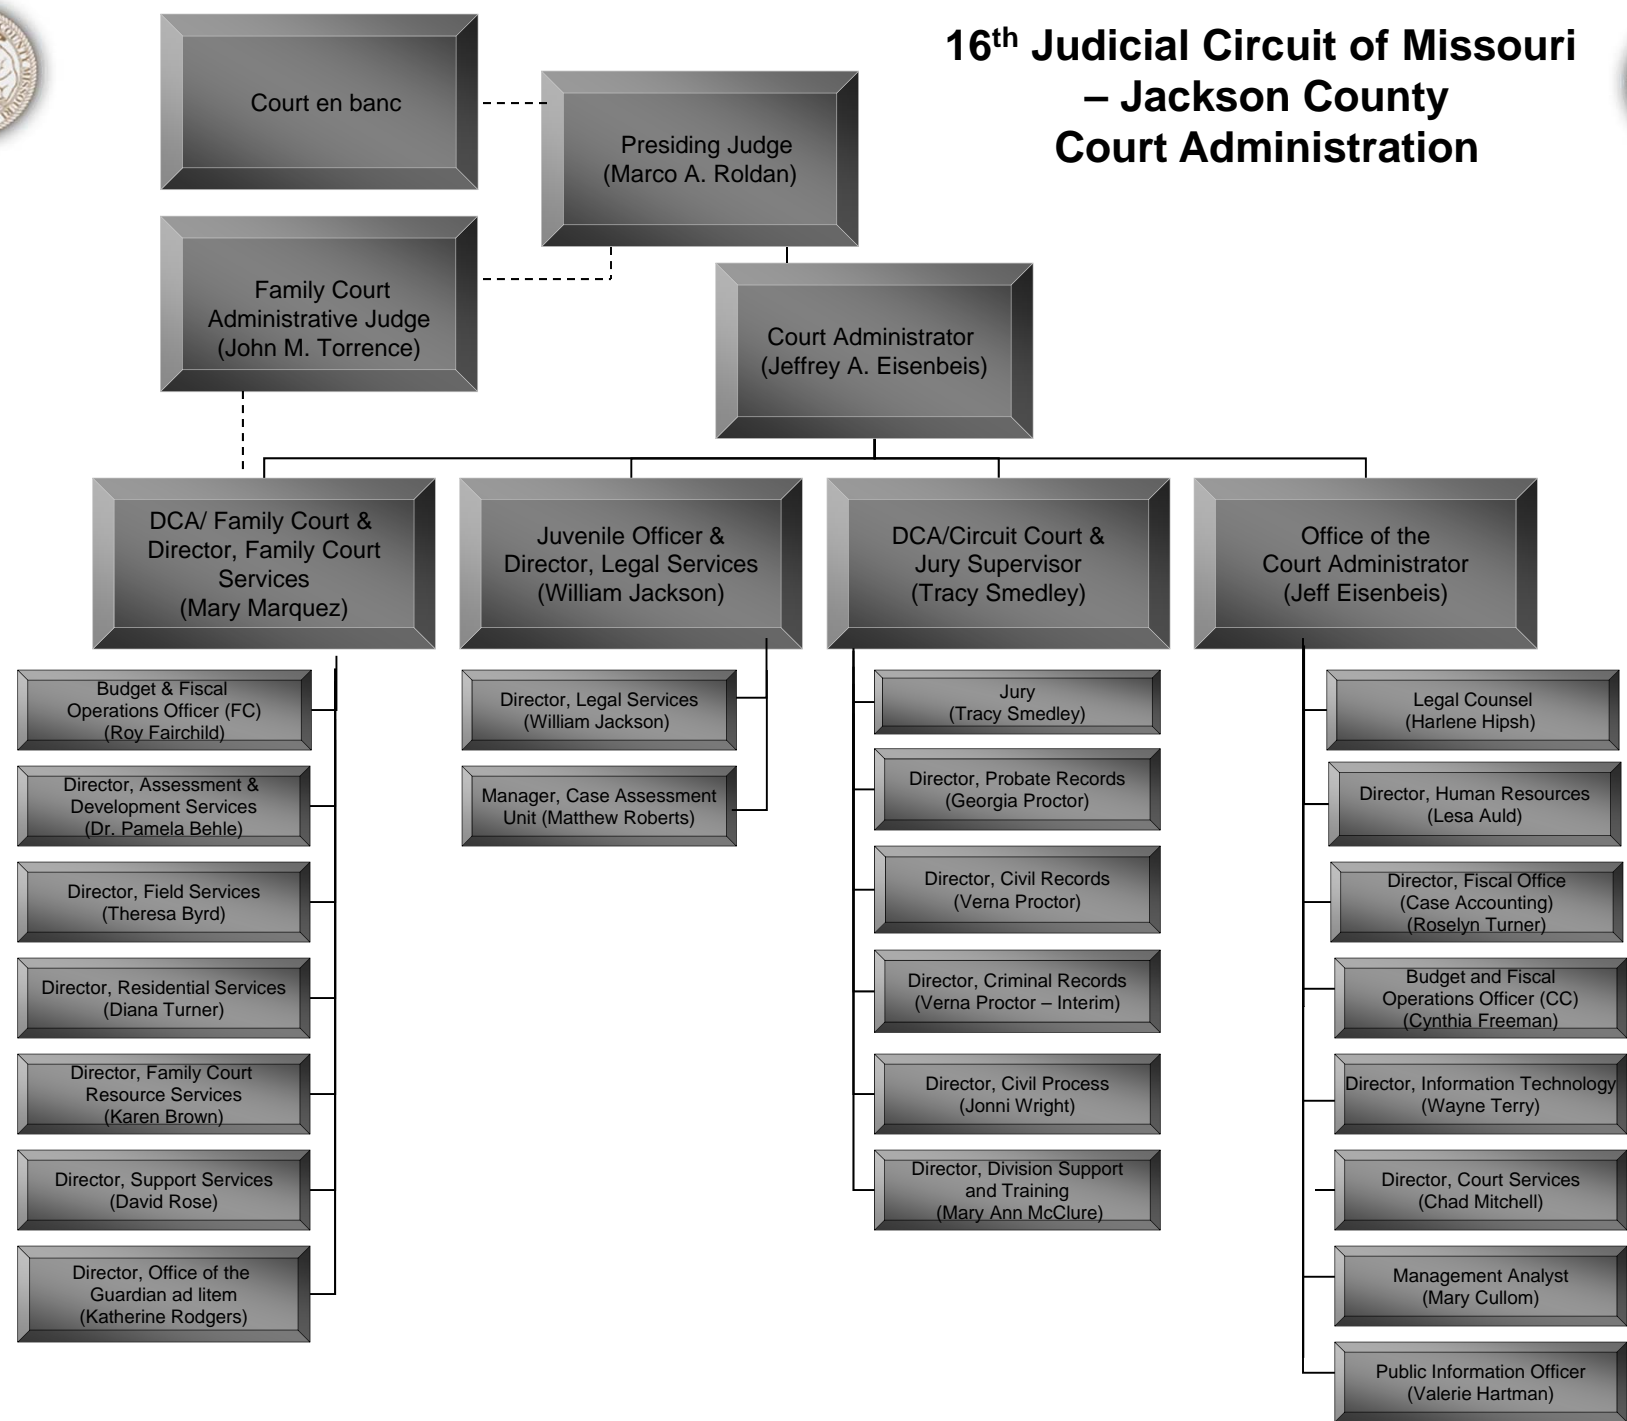 16th Judicial Circuit of Missouri
– Jackson County
Court Administration
Court en banc
Presiding Judge
(Marco A. Roldan)
Family Court
Administrative Judge
(John M. Torrence)
Court Administrator
(Jeffrey A. Eisenbeis)
DCA/ Family Court &
Director, Family Court
Services
(Mary Marquez)
Juvenile Officer &
Director, Legal Services
(William Jackson)
DCA/Circuit Court &
Jury Supervisor
(Tracy Smedley)
Office of the
Court Administrator
(Jeff Eisenbeis)
Budget & Fiscal
Operations Officer (FC)
(Roy Fairchild)
Director, Assessment &
Development Services
(Dr. Pamela Behle)
Director, Field Services
(Theresa Byrd)
Director, Residential Services
(Diana Turner)
Director, Family Court
Resource Services
(Karen Brown)
Director, Support Services
(David Rose)
Director, Office of the
Guardian ad litem
(Katherine Rodgers)
Director, Legal Services
(William Jackson)
Manager, Case Assessment
Unit (Matthew Roberts)
Jury
(Tracy Smedley)
Director, Probate Records
(Georgia Proctor)
Director, Civil Records
(Verna Proctor)
Director, Criminal Records
(Verna Proctor – Interim)
Director, Civil Process
(Jonni Wright)
Director, Division Support
and Training
(Mary Ann McClure)
Legal Counsel
(Harlene Hipsh)
Director, Human Resources
(Lesa Auld)
Director, Fiscal Office
(Case Accounting)
(Roselyn Turner)
Budget and Fiscal
Operations Officer (CC)
(Cynthia Freeman)
Director, Information Technology
(Wayne Terry)
Director, Court Services
(Chad Mitchell)
Management Analyst
(Mary Cullom)
Public Information Officer
(Valerie Hartman)